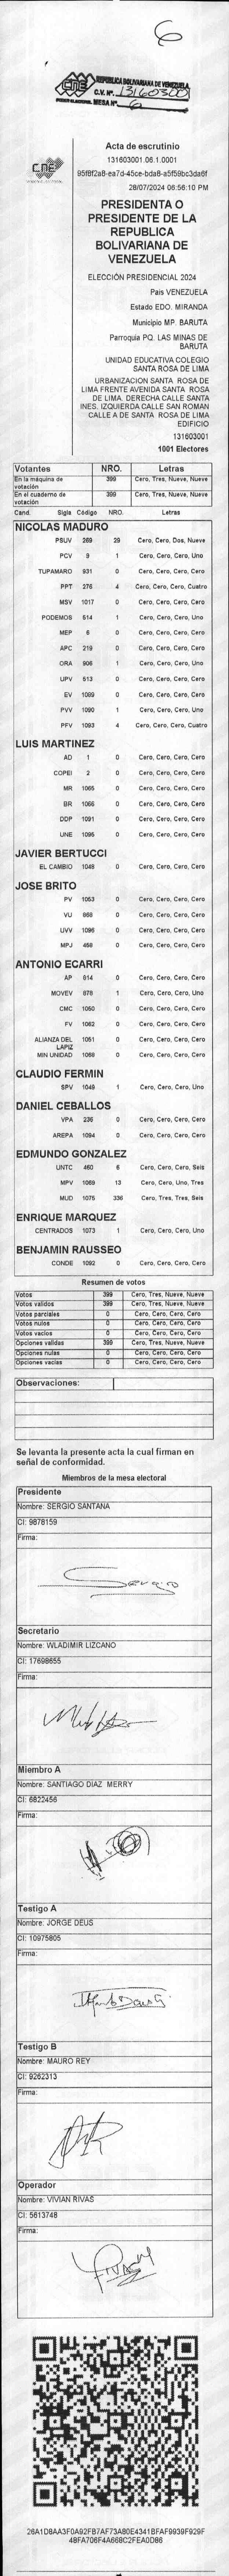 6
CNE
REPUBLICA BOLIVARIANA DE VENEZUELA
PODER ELECTORAL
C.V. Nº. 131603001
MESA Nº 6
CNE
Acta de escrutinio
131603001.06.1.0001
95f8f2a8-ea7d-45ce-bda8-a5f59bc3da6f
28/07/2024 06:56:10 PM
PRESIDENTA O
PRESIDENTE DE LA
REPUBLICA
BOLIVARIANA DE
VENEZUELA
ELECCIÓN PRESIDENCIAL 2024
Pais VENEZUELA
Estado EDO. MIRANDA
Municipio MP. BARUTA
Parroquia PQ. LAS MINAS DE
BARUTA
UNIDAD EDUCATIVA COLEGIO
SANTA ROSA DE LIMA
URBANIZACION SANTA ROSA DE
LIMA FRENTE AVENIDA SANTA ROSA
DE LIMA. DERECHA CALLE SANTA
INES. IZQUIERDA CALLE SAN ROMAN
CALLE A DE SANTA ROSA DE LIMA
EDIFICIO
131603001
1001 Electores
Votantes NRO. Letras
En la máquina de votación 399 Cero, Tres, Nueve, Nueve
En el cuaderno de votación 399 Cero, Tres, Nueve, Nueve
Cand. Sigla Código NRO. Letras
NICOLAS MADURO
PSUV 269 29 Cero, Cero, Dos, Nueve
PCV 9 1 Cero, Cero, Cero, Uno
TUPAMARO 931 0 Cero, Cero, Cero, Cero
PPT 276 4 Cero, Cero, Cero, Cuatro
MSV 1017 0 Cero, Cero, Cero, Cero
PODEMOS 514 1 Cero, Cero, Cero, Uno
MEP 6 0 Cero, Cero, Cero, Cero
APC 219 0 Cero, Cero, Cero, Cero
ORA 906 1 Cero, Cero, Cero, Uno
UPV 513 0 Cero, Cero, Cero, Cero
EV 1089 0 Cero, Cero, Cero, Cero
PVV 1090 1 Cero, Cero, Cero, Uno
PFV 1093 4 Cero, Cero, Cero, Cuatro
LUIS MARTINEZ
AD 1 0 Cero, Cero, Cero, Cero
COPEI 2 0 Cero, Cero, Cero, Cero
MR 1065 0 Cero, Cero, Cero, Cero
BR 1066 0 Cero, Cero, Cero, Cero
DDP 1091 0 Cero, Cero, Cero, Cero
UNE 1095 0 Cero, Cero, Cero, Cero
JAVIER BERTUCCI
EL CAMBIO 1048 0 Cero, Cero, Cero, Cero
JOSE BRITO
PV 1053 0 Cero, Cero, Cero, Cero
VU 868 0 Cero, Cero, Cero, Cero
UVV 1096 0 Cero, Cero, Cero, Cero
MPJ 458 0 Cero, Cero, Cero, Cero
ANTONIO ECARRI
AP 914 0 Cero, Cero, Cero, Cero
MOVEV 878 1 Cero, Cero, Cero, Uno
CMC 1050 0 Cero, Cero, Cero, Cero
FV 1062 0 Cero, Cero, Cero, Cero
ALIANZA DEL LAPIZ 1051 0 Cero, Cero, Cero, Cero
MIN UNIDAD 1068 0 Cero, Cero, Cero, Cero
CLAUDIO FERMIN
SPV 1049 1 Cero, Cero, Cero, Uno
DANIEL CEBALLOS
VPA 236 0 Cero, Cero, Cero, Cero
AREPA 1094 0 Cero, Cero, Cero, Cero
EDMUNDO GONZALEZ
UNTC 460 6 Cero, Cero, Cero, Seis
MPV 1069 13 Cero, Cero, Uno, Tres
MUD 1075 336 Cero, Tres, Tres, Seis
ENRIQUE MARQUEZ
CENTRADOS 1073 1 Cero, Cero, Cero, Uno
BENJAMIN RAUSSEO
CONDE 1092 0 Cero, Cero, Cero, Cero
Resumen de votos
Votos 399 Cero, Tres, Nueve, Nueve
Votos validos 399 Cero, Tres, Nueve, Nueve
Votos parciales 0 Cero, Cero, Cero, Cero
Votos nulos 0 Cero, Cero, Cero, Cero
Votos vacios 0 Cero, Cero, Cero, Cero
Opciones validas 399 Cero, Tres, Nueve, Nueve
Opciones nulas 0 Cero, Cero, Cero, Cero
Opciones vacias 0 Cero, Cero, Cero, Cero
Observaciones:
Se levanta la presente acta la cual firman en
señal de conformidad.
Miembros de la mesa electoral
Presidente
Nombre: SERGIO SANTANA
CI: 9878159
Firma:
Sergio
Secretario
Nombre: WLADIMIR LIZCANO
CI: 17698655
Firma:
Miembro A
Nombre: SANTIAGO DIAZ MERRY
CI: 6822456
Firma:
Testigo A
Nombre: JORGE DEUS
CI: 10975805
Firma:
Testigo B
Nombre: MAURO REY
CI: 9262313
Firma:
Operador
Nombre: VIVIAN RIVAS
CI: 5613748
Firma:
26A1D8AA3F0A92FB7AF73A80E4341BFAF9939F929F
48FA706F4A668C2FEA0D86